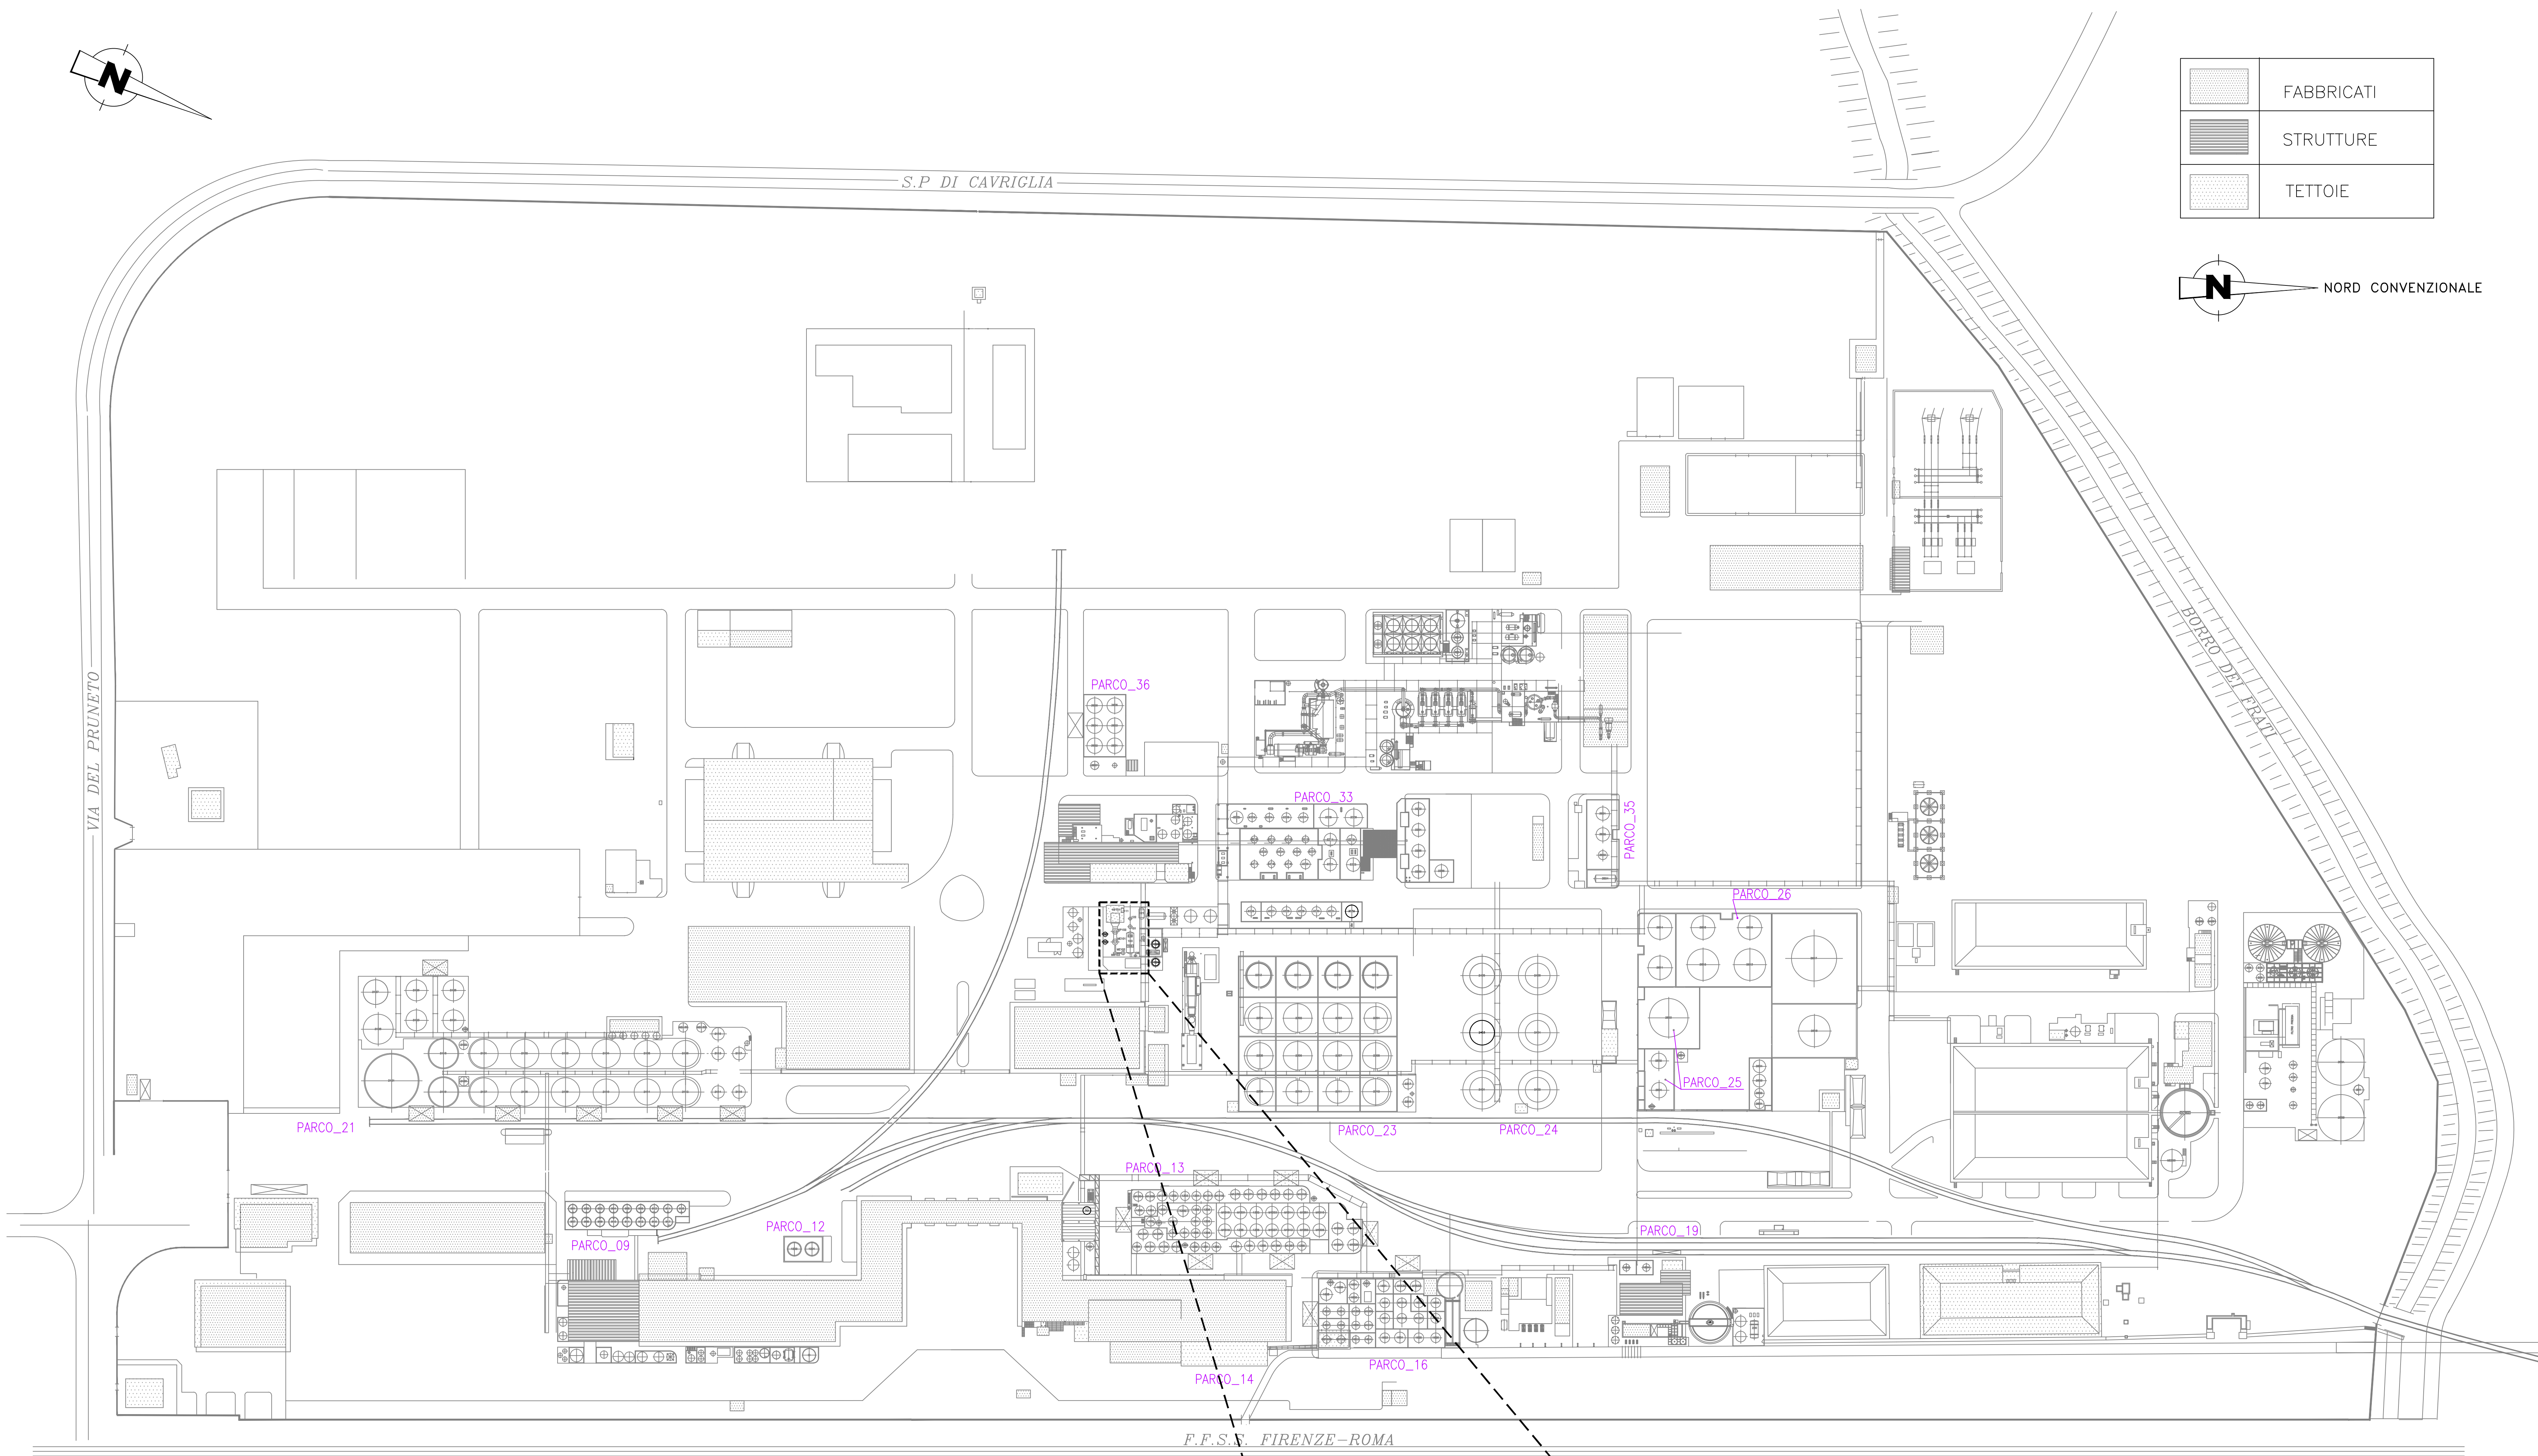 N
FABBRICATI
STRUTTURE
TETTOIE
S.P DI CAVRIGLIA
N
NORD CONVENZIONALE
VIA DEL PRUNETO
BORRO DEI FRATI
PARCO_36
PARCO_33
PARCO_35
PARCO_26
PARCO_25
PARCO_21
PARCO_23
PARCO_24
PARCO_13
PARCO_12
PARCO_09
PARCO_19
PARCO_16
PARCO_14
F.F.S.S. FIRENZE-ROMA